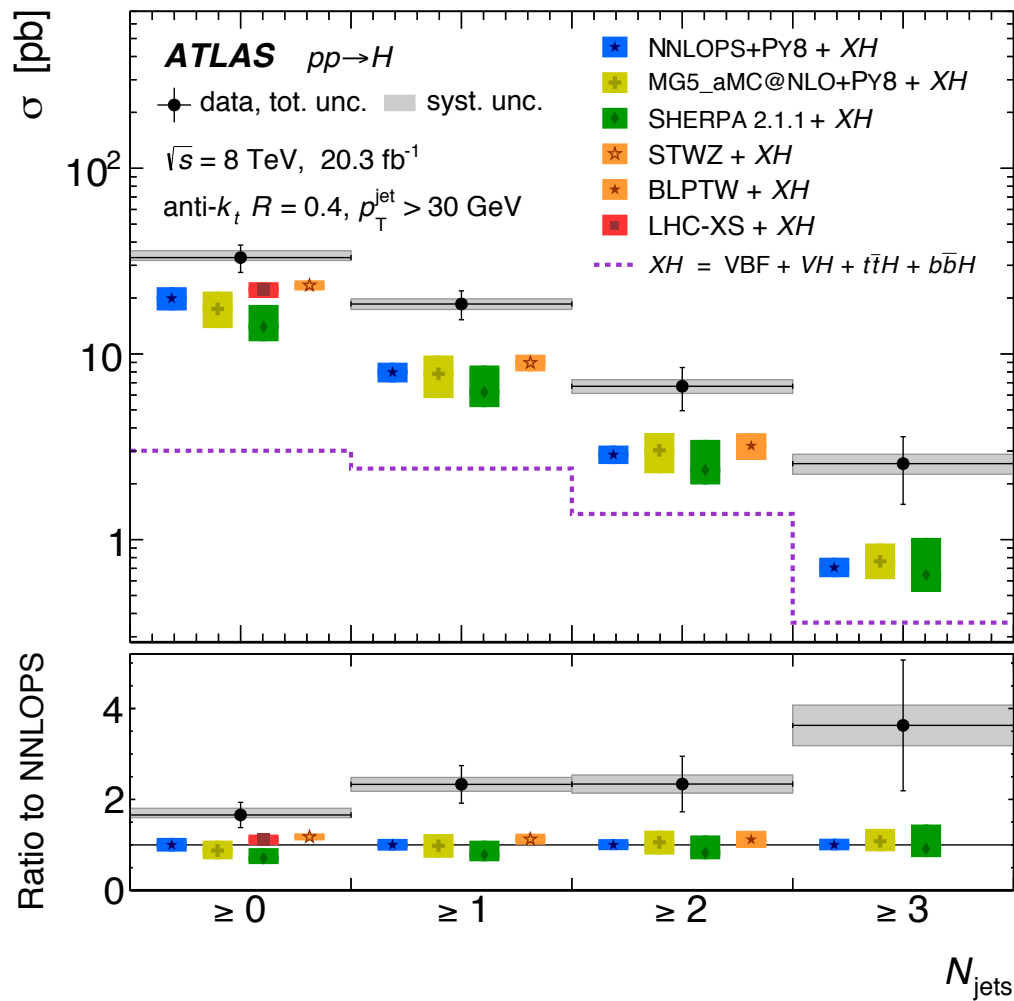 σ [pb]
ATLAS pp→H
data, tot. unc. syst. unc.
√s = 8 TeV, 20.3 fb⁻¹
anti-kₜ R = 0.4, p_T^jet > 30 GeV
NNLOPS+PY8 + XH
MG5_aMC@NLO+PY8 + XH
SHERPA 2.1.1 + XH
STWZ + XH
BLPTW + XH
LHC-XS + XH
XH = VBF + VH + tt̄H + bb̄H
10²
10
1
Ratio to NNLOPS
4
2
0
≥ 0 ≥ 1 ≥ 2 ≥ 3
N_jets